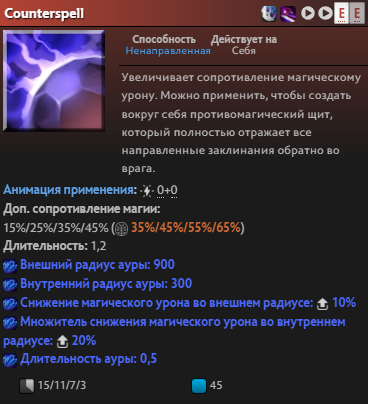 Counterspell
E E
Способность Действует на
Ненаправленная Себя
Увеличивает сопротивление магическому
урону. Можно применить, чтобы создать
вокруг себя противомагический щит,
который полностью отражает все
направленные заклинания обратно во
врага.
Анимация применения: 0+0
Доп. сопротивление магии:
15%/25%/35%/45% (35%/45%/55%/65%)
Длительность: 1,2
Внешний радиус ауры: 900
Внутренний радиус ауры: 300
Снижение магического урона во внешнем радиусе: 10%
Множитель снижения магического урона во внутреннем
радиусе: 20%
Длительность ауры: 0,5
15/11/7/3 45